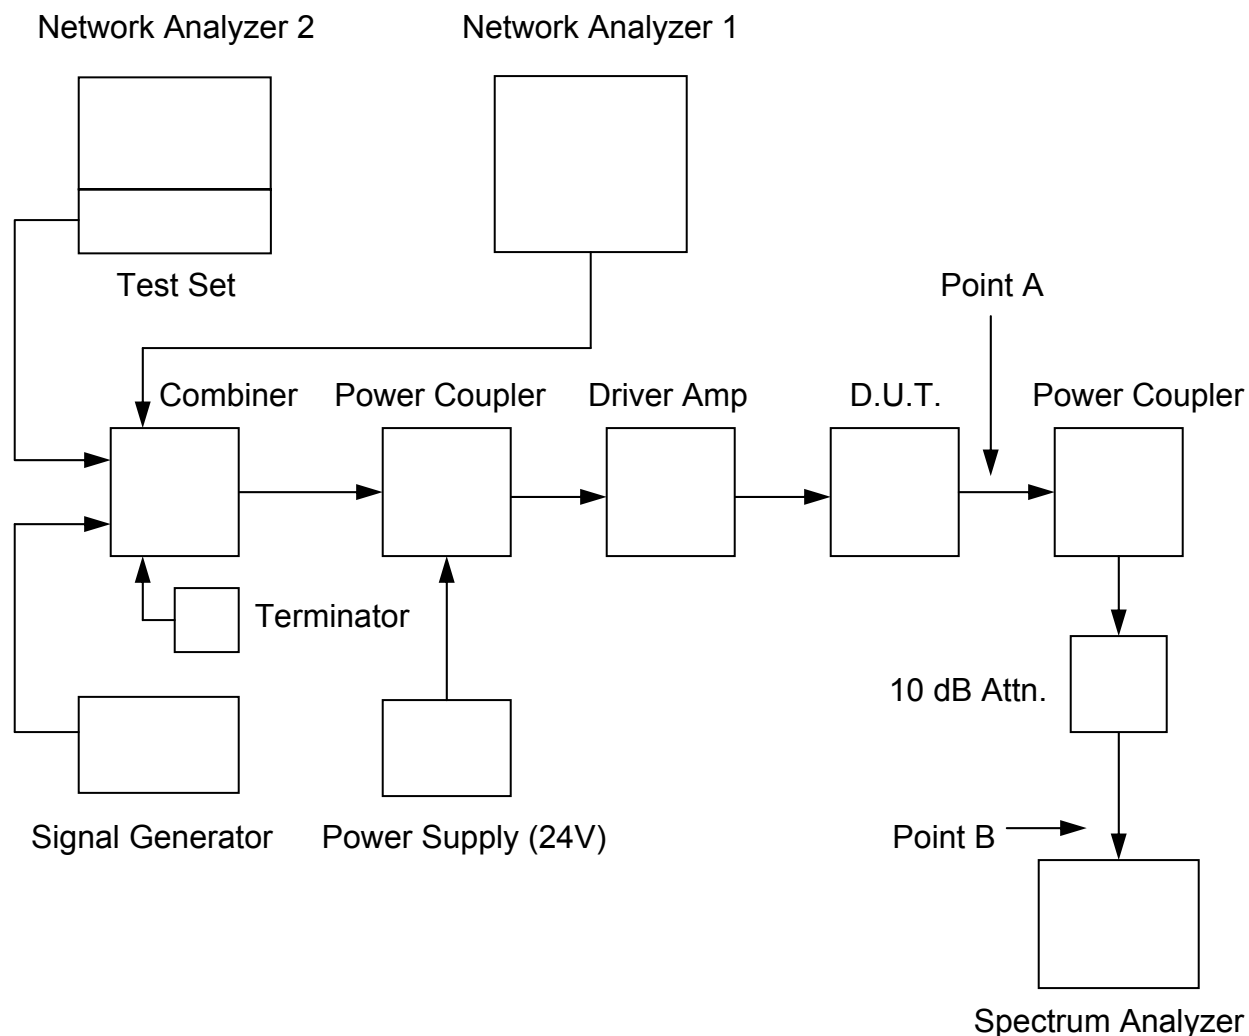 Network Analyzer 2
Network Analyzer 1
Test Set
Point A
Combiner
Power Coupler
Driver Amp
D.U.T.
Power Coupler
Terminator
10 dB Attn.
Signal Generator
Power Supply (24V)
Point B
Spectrum Analyzer